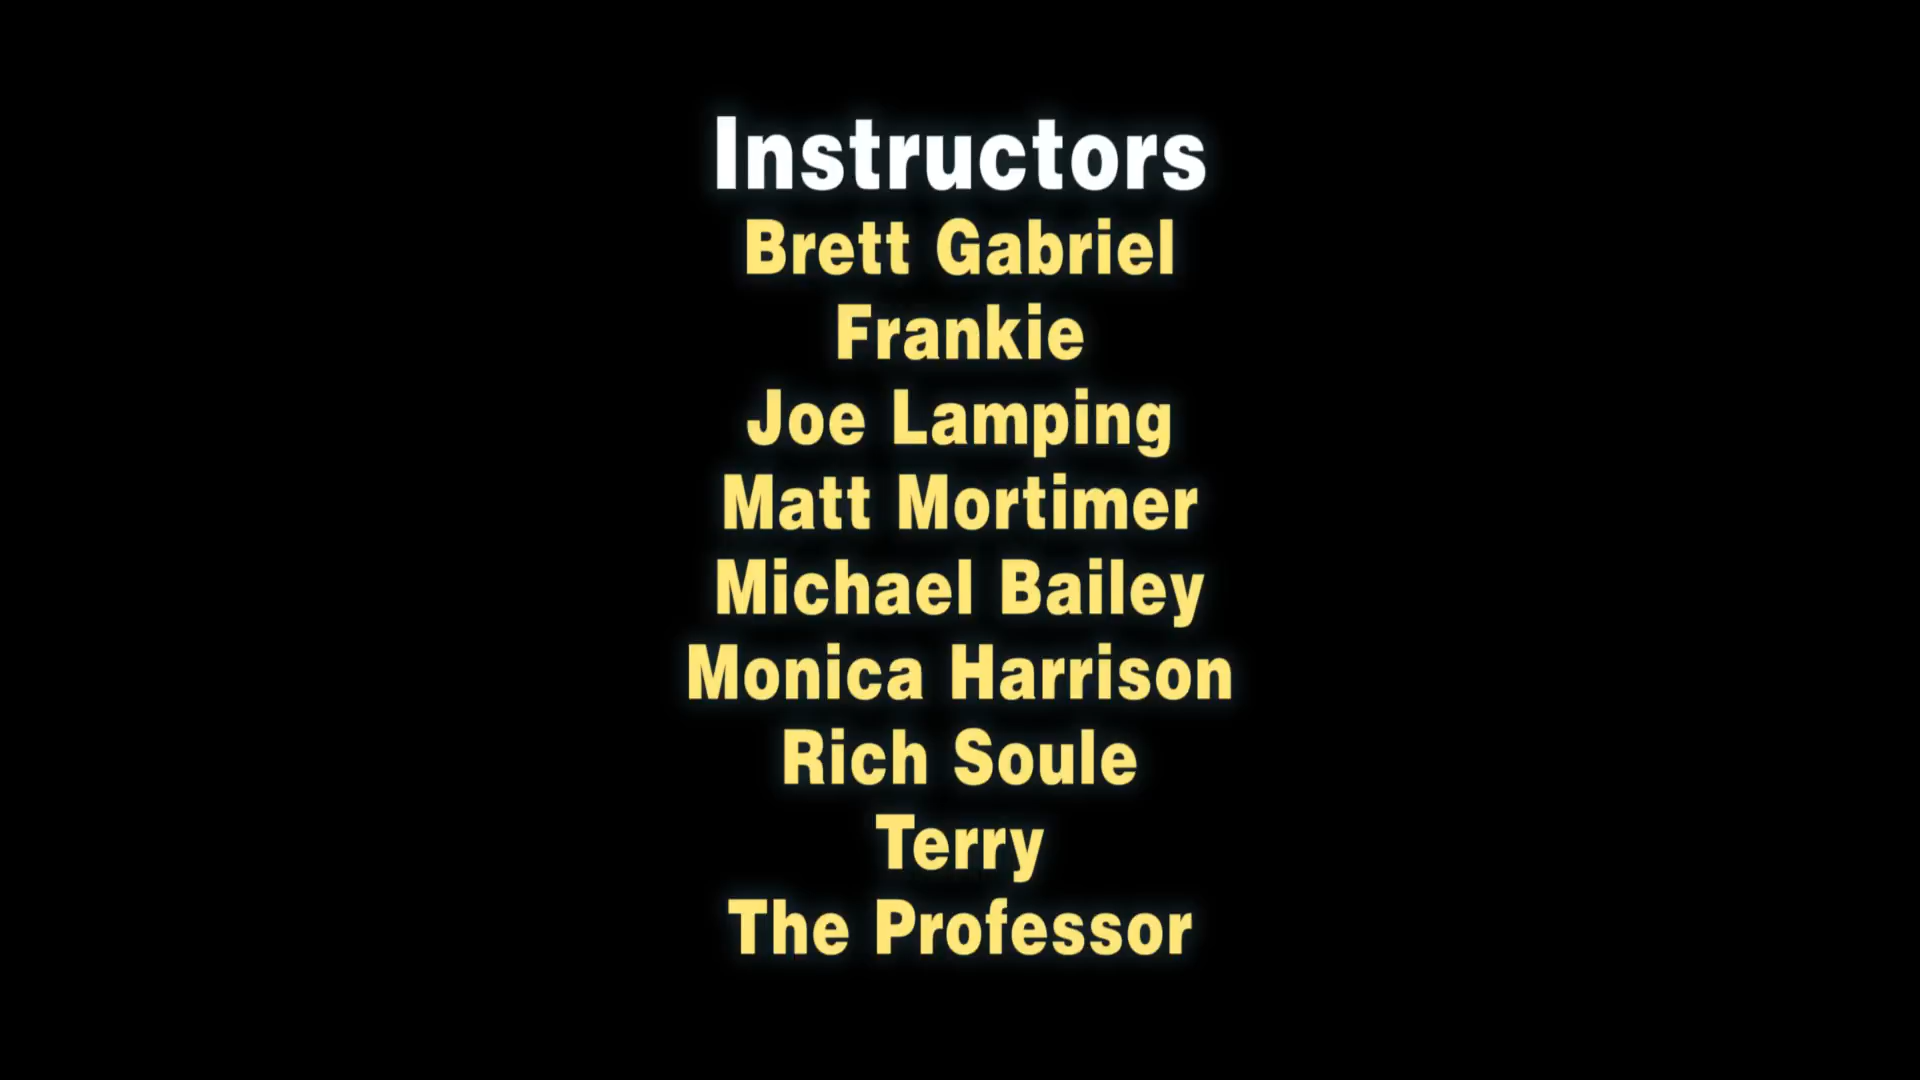 Instructors
Brett Gabriel
Frankie
Joe Lamping
Matt Mortimer
Michael Bailey
Monica Harrison
Rich Soule
Terry
The Professor